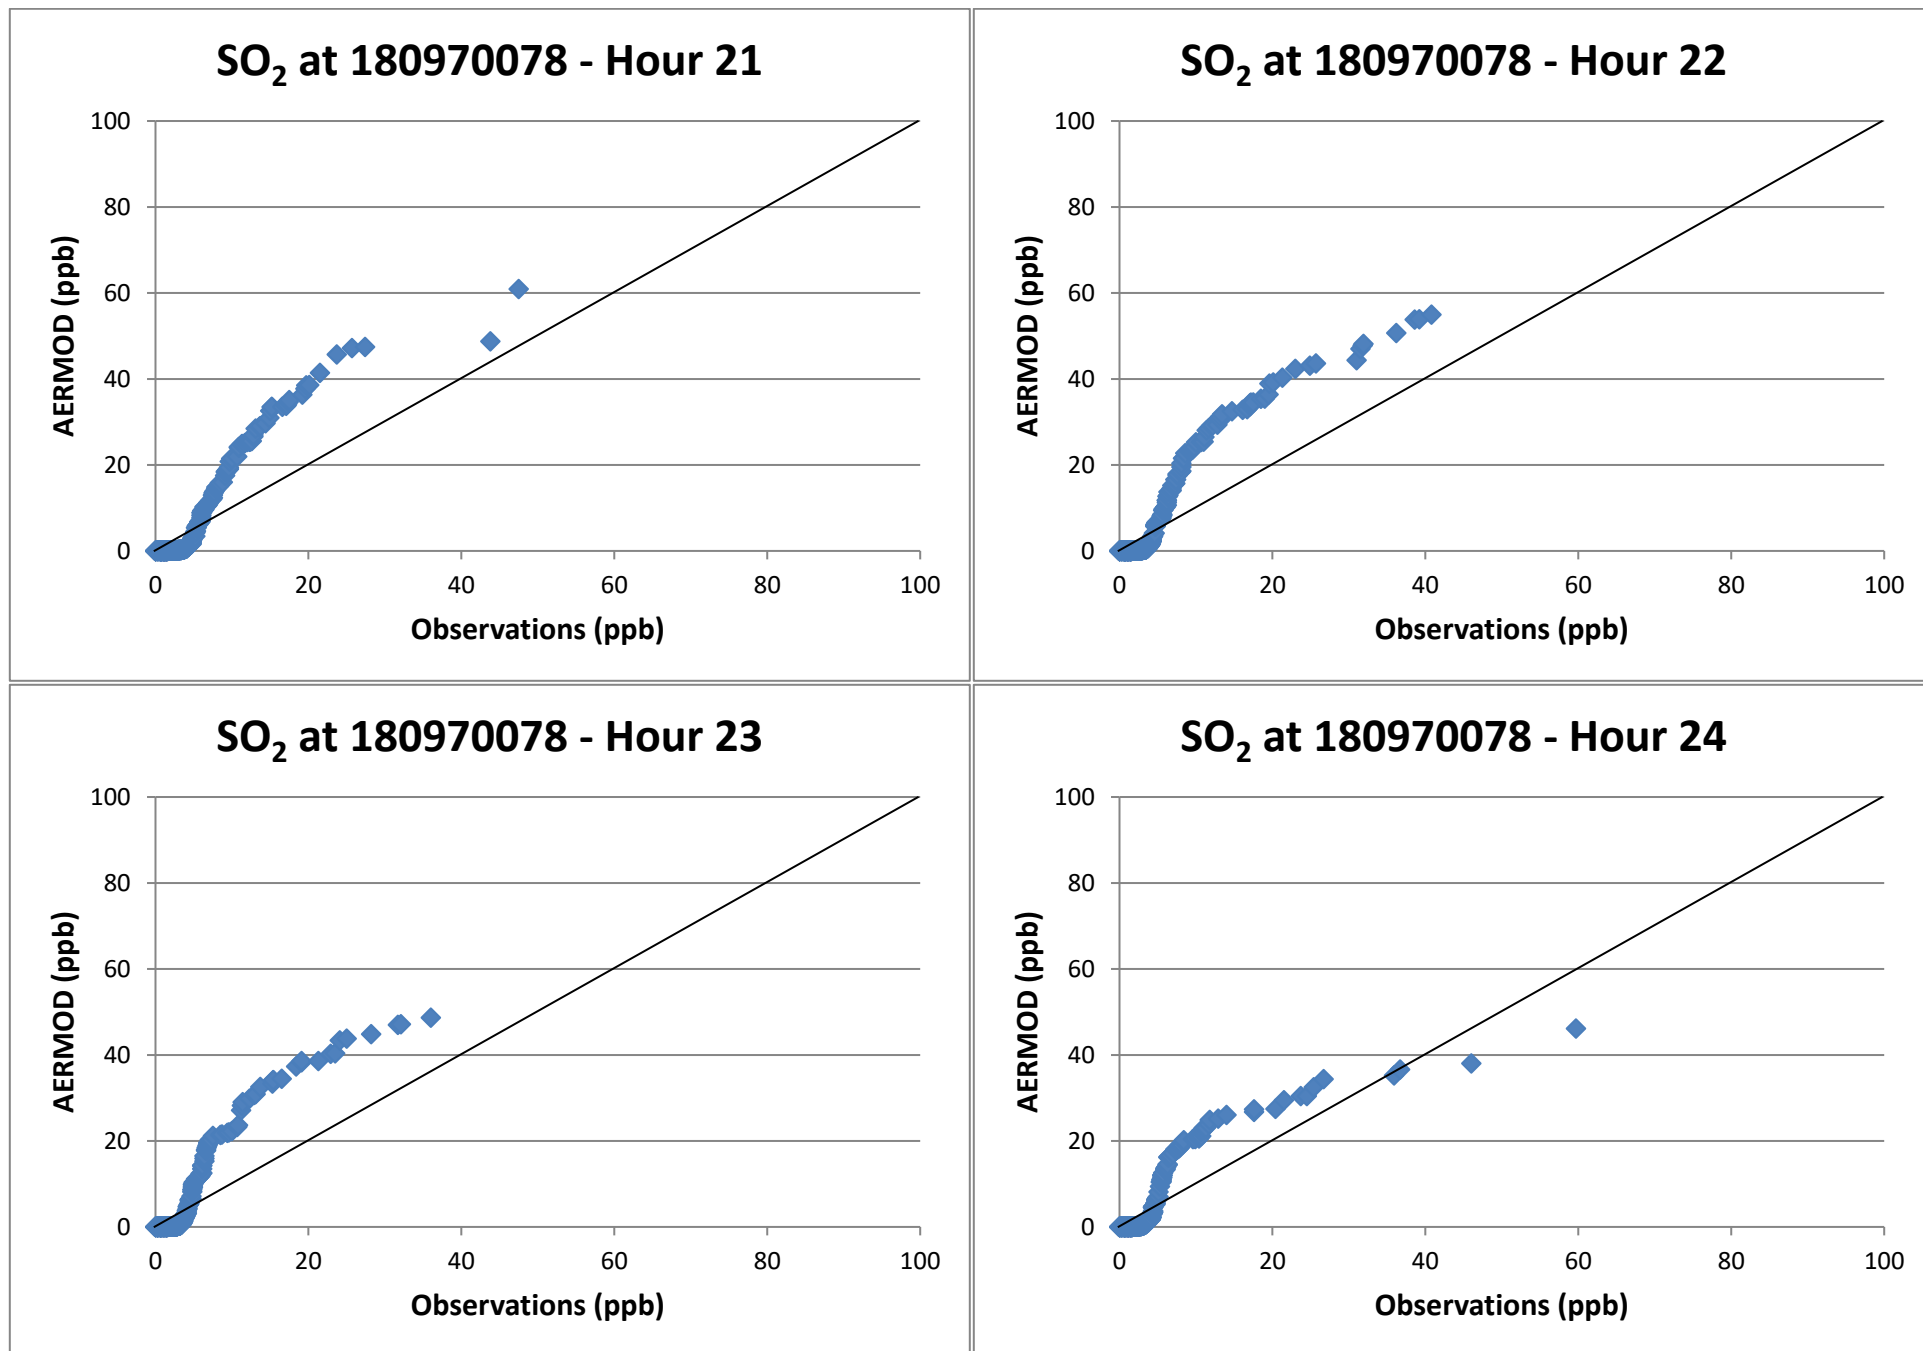 SO2 at 180970078 - Hour 21
100
80
60
40
20
0
AERMOD (ppb)
0 20 40 60 80 100
Observations (ppb)
SO2 at 180970078 - Hour 22
100
80
60
40
20
0
AERMOD (ppb)
0 20 40 60 80 100
Observations (ppb)
SO2 at 180970078 - Hour 23
100
80
60
40
20
0
AERMOD (ppb)
0 20 40 60 80 100
Observations (ppb)
SO2 at 180970078 - Hour 24
100
80
60
40
20
0
AERMOD (ppb)
0 20 40 60 80 100
Observations (ppb)